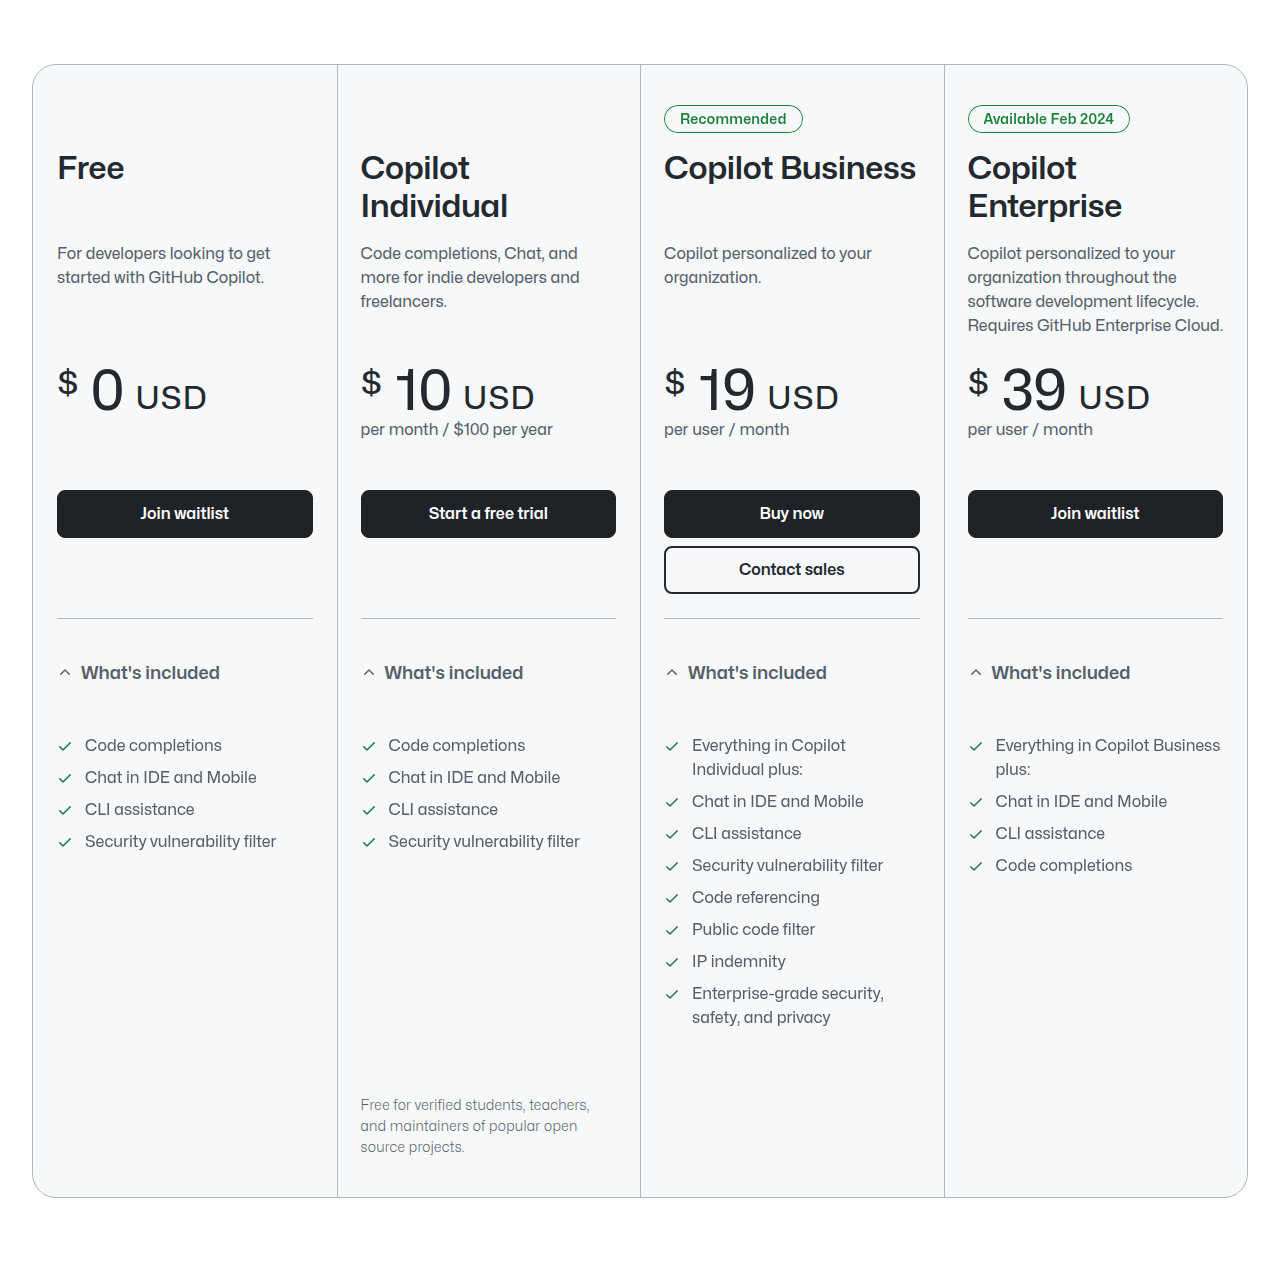 Free
For developers looking to get
started with GitHub Copilot.
$ 0 USD
Join waitlist
What's included
Code completions
Chat in IDE and Mobile
CLI assistance
Security vulnerability filter
Copilot
Individual
Code completions, Chat, and
more for indie developers and
freelancers.
$ 10 USD
per month / $100 per year
Start a free trial
What's included
Code completions
Chat in IDE and Mobile
CLI assistance
Security vulnerability filter
Free for verified students, teachers,
and maintainers of popular open
source projects.
Recommended
Copilot Business
Copilot personalized to your
organization.
$ 19 USD
per user / month
Buy now
Contact sales
What's included
Everything in Copilot
Individual plus:
Chat in IDE and Mobile
CLI assistance
Security vulnerability filter
Code referencing
Public code filter
IP indemnity
Enterprise-grade security,
safety, and privacy
Available Feb 2024
Copilot
Enterprise
Copilot personalized to your
organization throughout the
software development lifecycle.
Requires GitHub Enterprise Cloud.
$ 39 USD
per user / month
Join waitlist
What's included
Everything in Copilot Business
plus:
Chat in IDE and Mobile
CLI assistance
Code completions